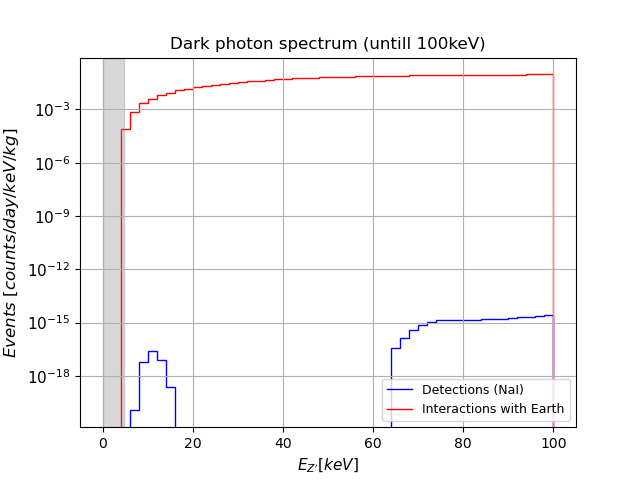 Dark photon spectrum (untill 100keV)
Events [counts/day/keV/kg]
10⁻³
10⁻⁶
10⁻⁹
10⁻¹²
10⁻¹⁵
10⁻¹⁸
Detections (NaI)
Interactions with Earth
0 20 40 60 80 100
E_Z′[keV]